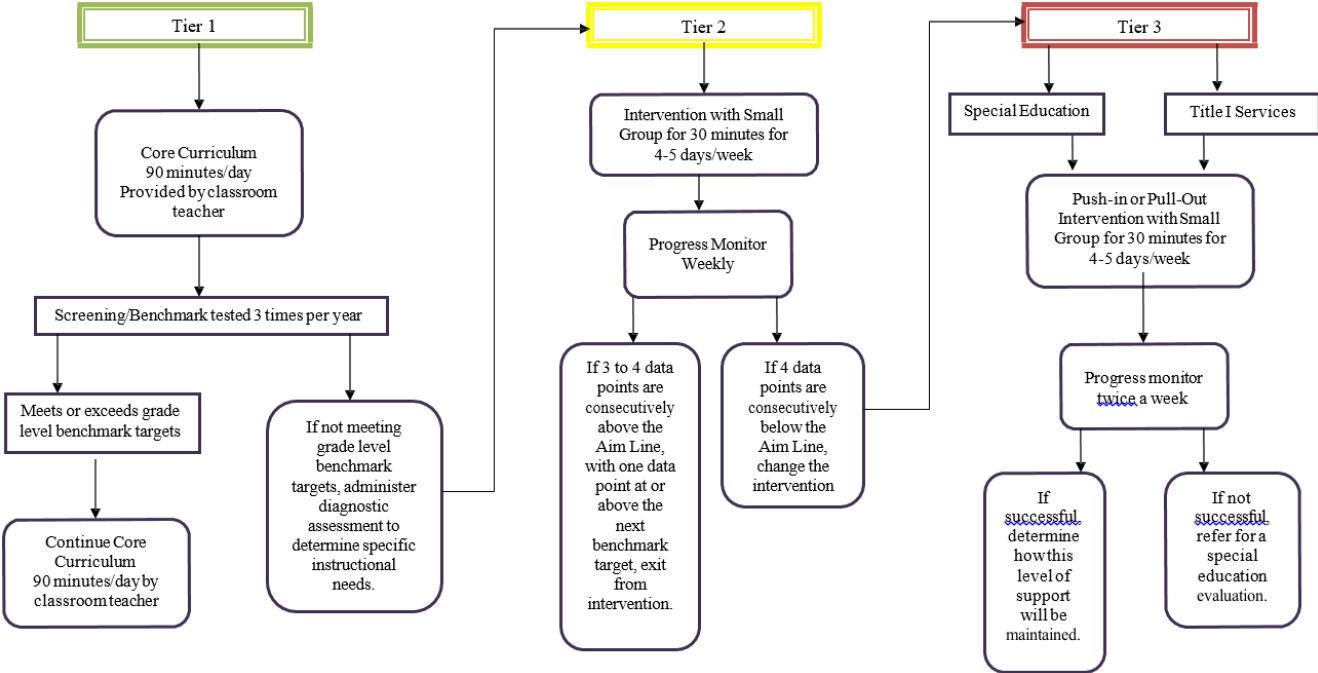 Tier 1
Core Curriculum
90 minutes/day
Provided by classroom
teacher
Screening/Benchmark tested 3 times per year
Meets or exceeds grade
level benchmark targets
Continue Core
Curriculum
90 minutes/day by
classroom teacher
If not meeting
grade level
benchmark
targets, administer
diagnostic
assessment to
determine specific
instructional
needs.
Tier 2
Intervention with Small
Group for 30 minutes for
4-5 days/week
Progress Monitor
Weekly
If 3 to 4 data
points are
consecutively
above the
Aim Line,
with one data
point at or
above the
next
benchmark
target, exit
from
intervention.
If 4 data
points are
consecutively
below the
Aim Line,
change the
intervention
Tier 3
Special Education
Title I Services
Push-in or Pull-Out
Intervention with Small
Group for 30 minutes for
4-5 days/week
Progress monitor
twice a week
If
successful,
determine
how this
level of
support
will be
maintained.
If not
successful,
refer for a
special
education
evaluation.